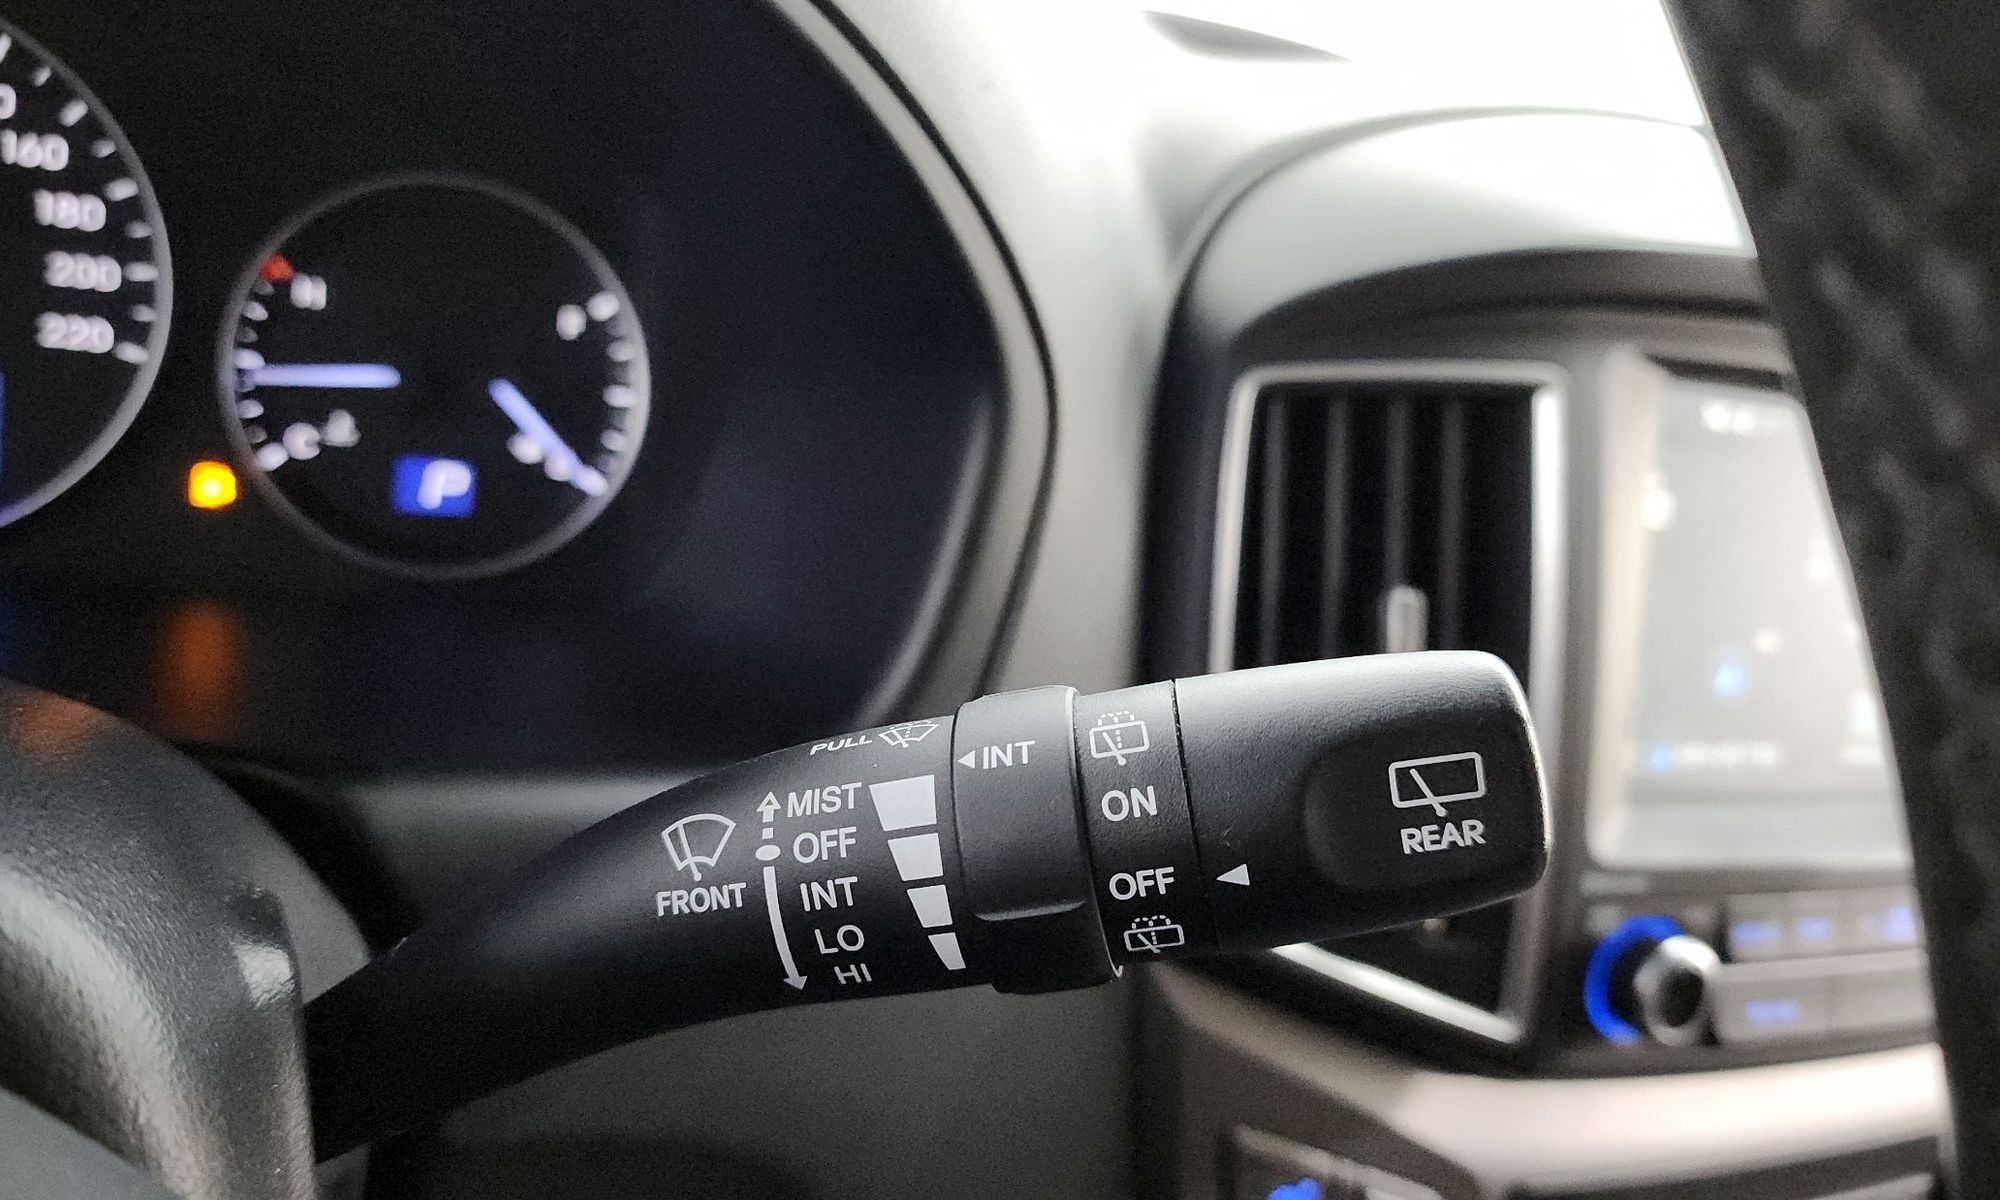 160
180
200
220
H
F
C
P
PULL
MIST
OFF
INT
LO
HI
FRONT
INT
ON
OFF
REAR